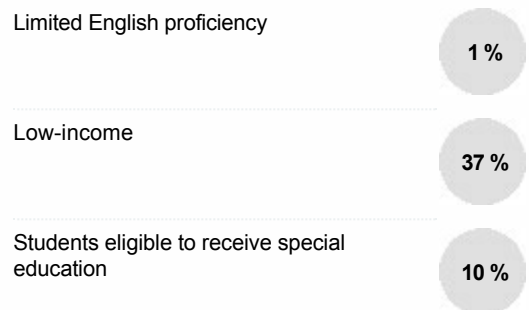 Limited English proficiency
1 %
Low-income
37 %
Students eligible to receive special
education
10 %